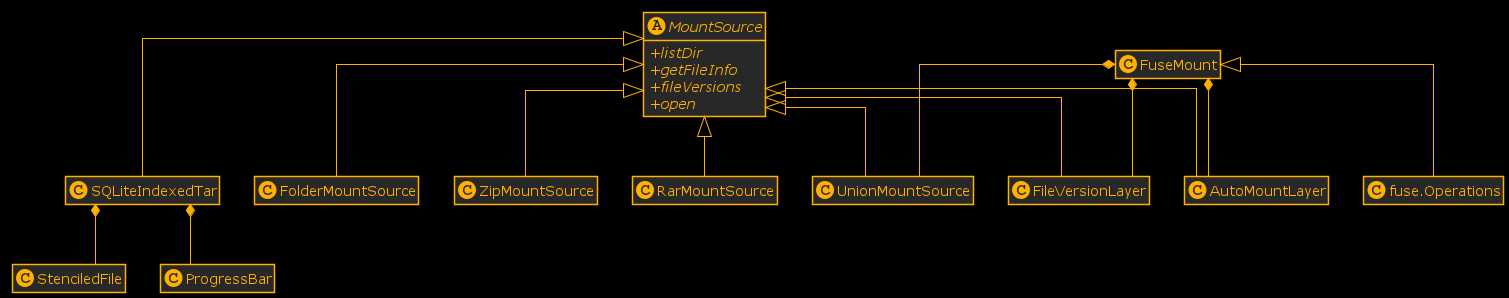 A MountSource
+listDir
+getFileInfo
+fileVersions
+open
C FuseMount
C SQLiteIndexedTar
C FolderMountSource
C ZipMountSource
C RarMountSource
C UnionMountSource
C FileVersionLayer
C AutoMountLayer
C fuse.Operations
C StenciledFile
C ProgressBar